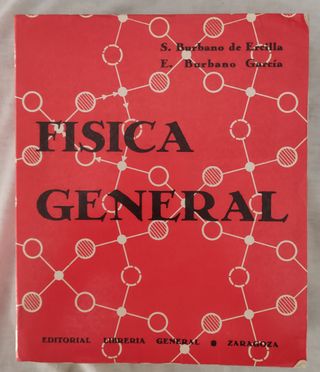 S. Burbano de Ercilla
E. Burbano García
FISICA
GENERAL
EDITORIAL LIBRERIA GENERAL • ZARAGOZA